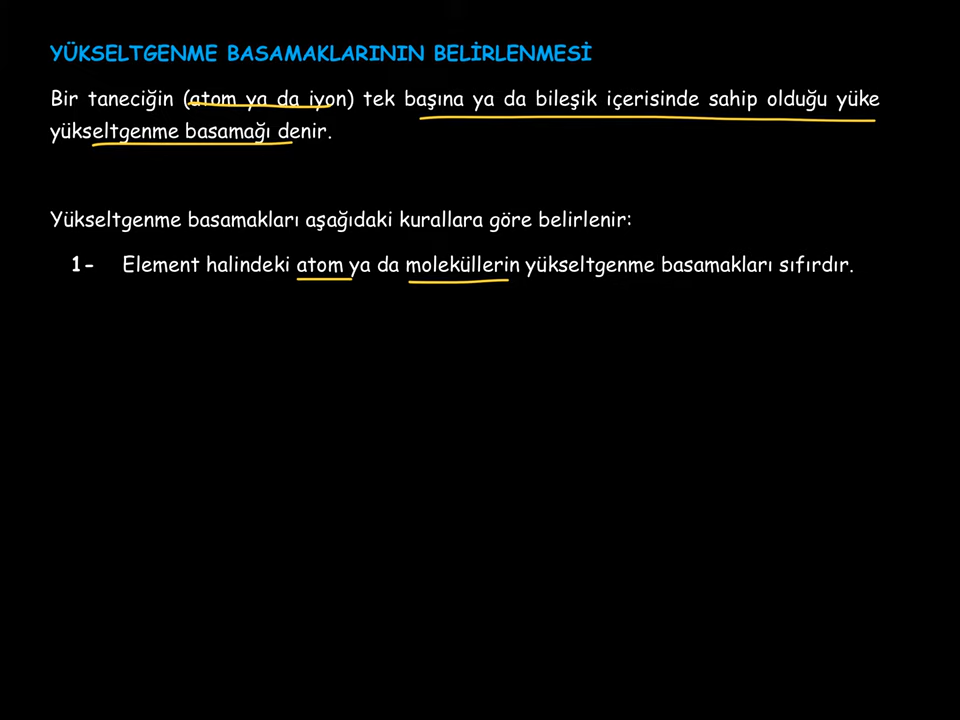 YÜKSELTGENME BASAMAKLARININ BELİRLENMESİ
Bir taneciğin (atom ya da iyon) tek başına ya da bileşik içerisinde sahip olduğu yüke
yükseltgenme basamağı denir.
Yükseltgenme basamakları aşağıdaki kurallara göre belirlenir:
1- Element halindeki atom ya da moleküllerin yükseltgenme basamakları sıfırdır.